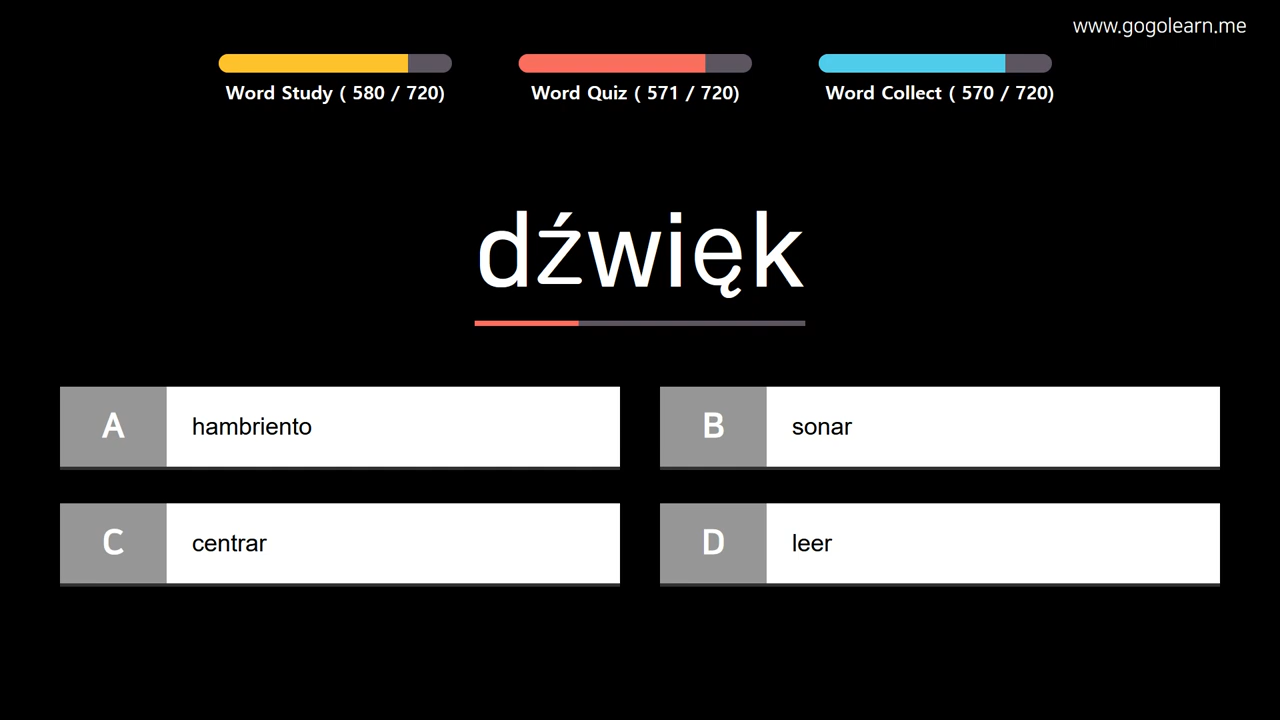 www.gogolearn.me
Word Study ( 580 / 720)
Word Quiz ( 571 / 720)
Word Collect ( 570 / 720)
dźwięk
A hambriento
B sonar
C centrar
D leer